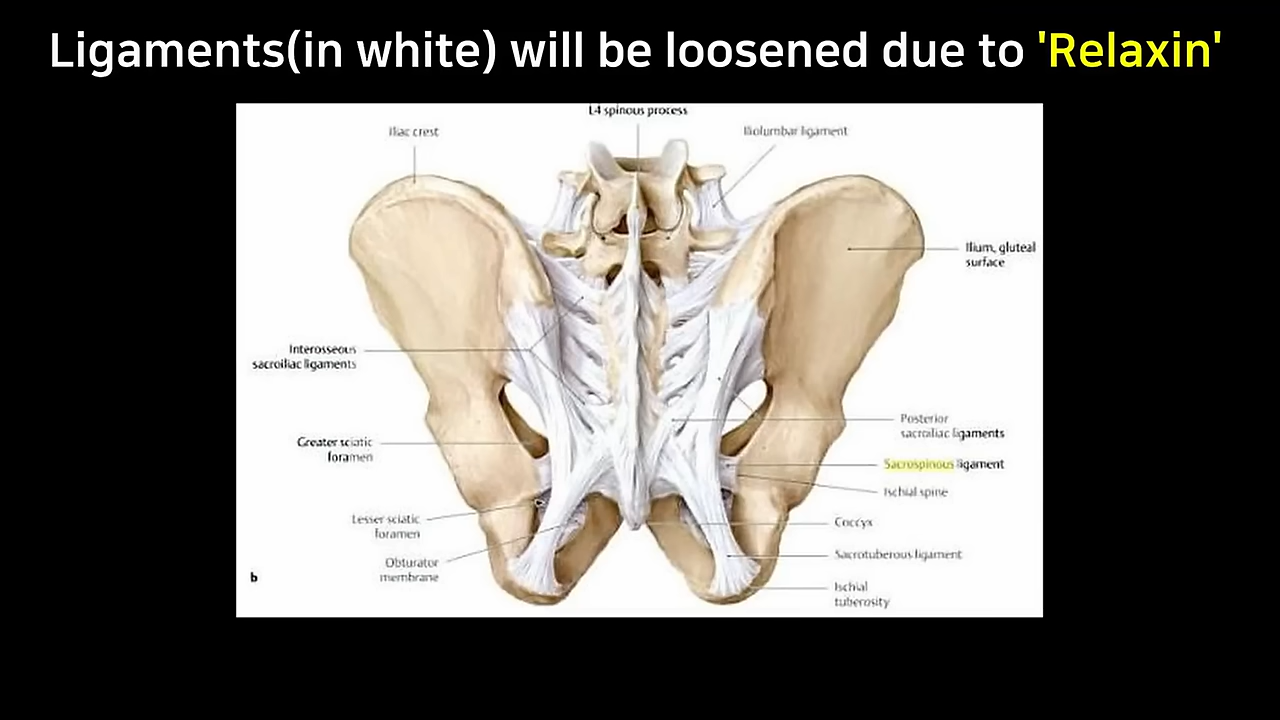 Ligaments(in white) will be loosened due to 'Relaxin'
L4 spinous process
Iliac crest
Iliolumbar ligament
Ilium, gluteal
surface
Interosseous
sacroiliac ligaments
Posterior
sacroiliac ligaments
Greater sciatic
foramen
Sacrospinous ligament
Ischial spine
Lesser sciatic
foramen
Coccyx
Sacrotuberous ligament
Obturator
membrane
b
Ischial
tuberosity